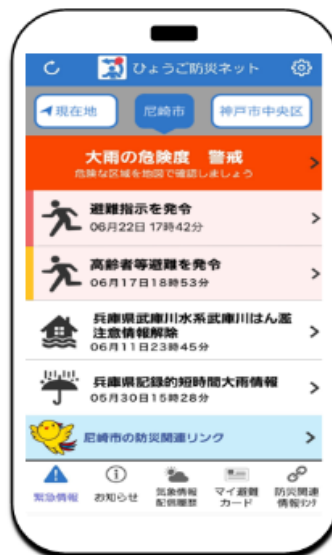 ひょうご防災ネット
現在地
尼崎市
神戸市中央区
大雨の危険度 警戒
危険な区域を地図で確認しましょう
避難指示を発令
06月22日 17時42分
高齢者等避難を発令
06月17日18時53分
兵庫県武庫川水系武庫川はん濫
注意情報解除
06月11日23時45分
兵庫県記録的短時間大雨情報
05月30日15時28分
尼崎市の防災関連リンク
緊急情報
お知らせ
気象情報
配信履歴
マイ避難
カード
防災関連
情報リンク